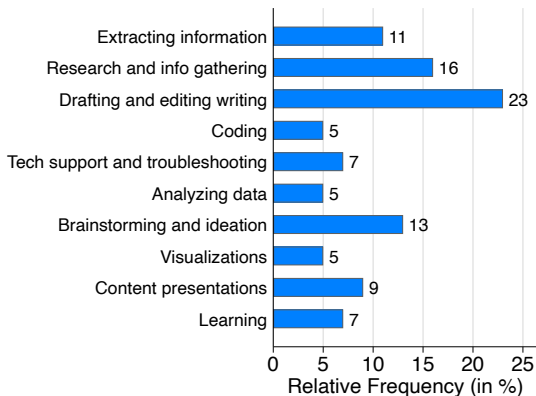 Extracting information 11
Research and info gathering 16
Drafting and editing writing 23
Coding 5
Tech support and troubleshooting 7
Analyzing data 5
Brainstorming and ideation 13
Visualizations 5
Content presentations 9
Learning 7
0 5 10 15 20 25
Relative Frequency (in %)